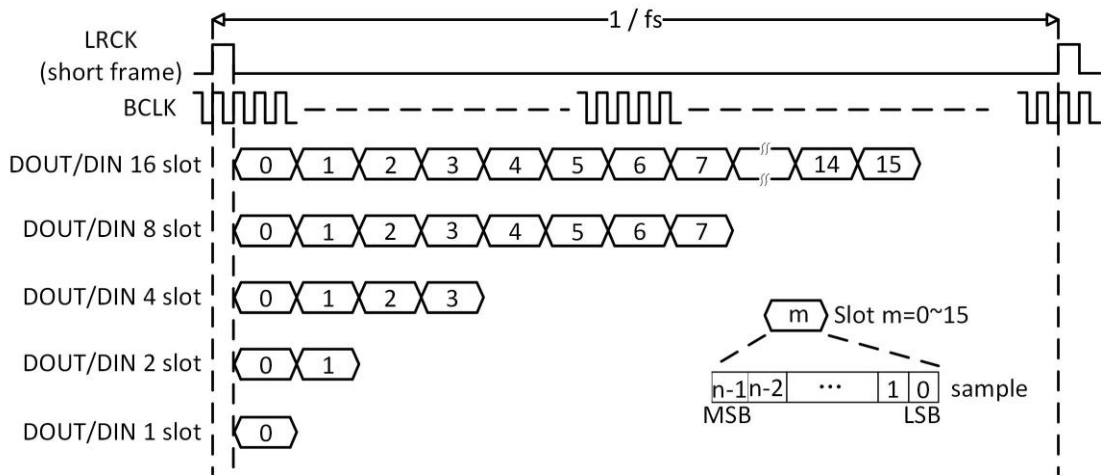 1 / fs
LRCK
(short frame)
BCLK
DOUT/DIN 16 slot 0 1 2 3 4 5 6 7 14 15
DOUT/DIN 8 slot 0 1 2 3 4 5 6 7
DOUT/DIN 4 slot 0 1 2 3
m Slot m=0~15
DOUT/DIN 2 slot 0 1
n-1 n-2 ... 1 0 sample
MSB LSB
DOUT/DIN 1 slot 0